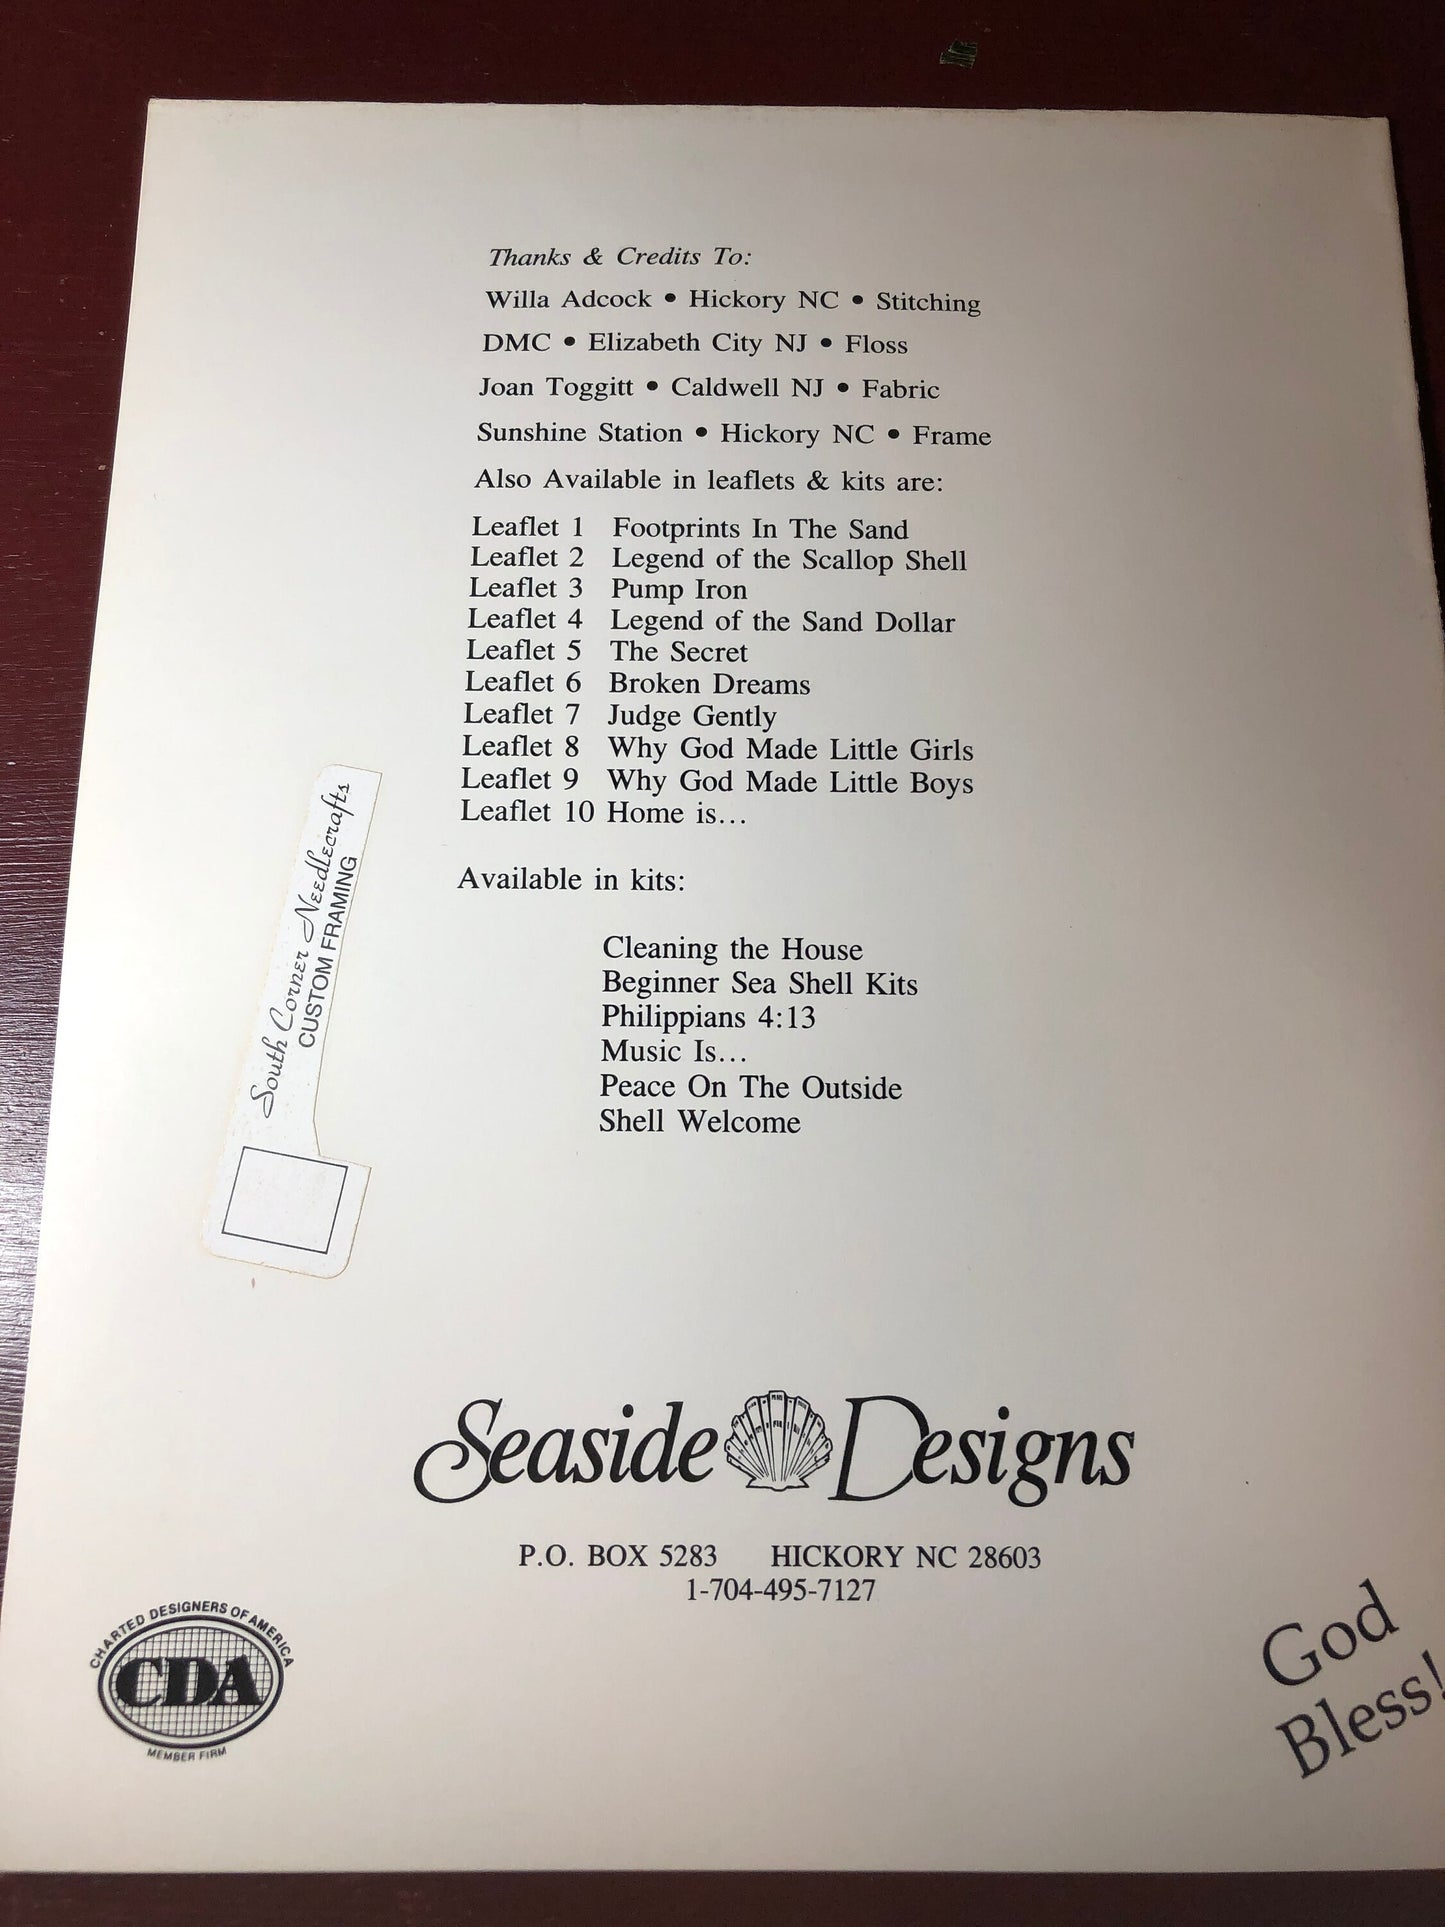 Thanks & Credits To:
Willa Adcock • Hickory NC • Stitching
DMC • Elizabeth City NJ • Floss
Joan Toggitt • Caldwell NJ • Fabric
Sunshine Station • Hickory NC • Frame
Also Available in leaflets & kits are:
Leaflet 1 Footprints In The Sand
Leaflet 2 Legend of the Scallop Shell
Leaflet 3 Pump Iron
Leaflet 4 Legend of the Sand Dollar
Leaflet 5 The Secret
Leaflet 6 Broken Dreams
Leaflet 7 Judge Gently
Leaflet 8 Why God Made Little Girls
Leaflet 9 Why God Made Little Boys
Leaflet 10 Home is...
Available in kits:
Cleaning the House
Beginner Sea Shell Kits
Philippians 4:13
Music Is...
Peace On The Outside
Shell Welcome
South Corner Needlecrafts
CUSTOM FRAMING
Seaside Designs
P.O. BOX 5283 HICKORY NC 28603
1-704-495-7127
CHARTED DESIGNERS OF AMERICA
CDA
MEMBER FIRM
God
Bless!